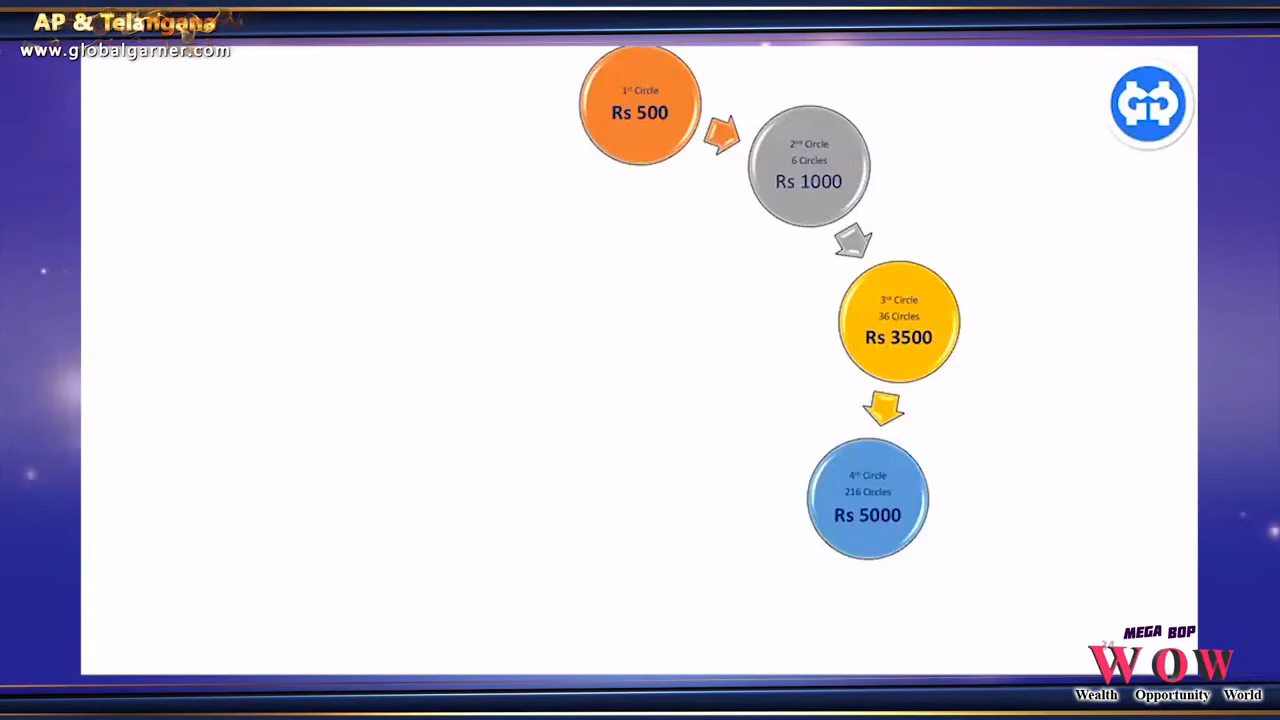 AP & Telangana
www.globalgarner.com
1st Circle
Rs 500
2nd Circle
6 Circles
Rs 1000
3rd Circle
36 Circles
Rs 3500
4th Circle
216 Circles
Rs 5000
GG
MEGA BOP
WOW
Wealth Opportunity World